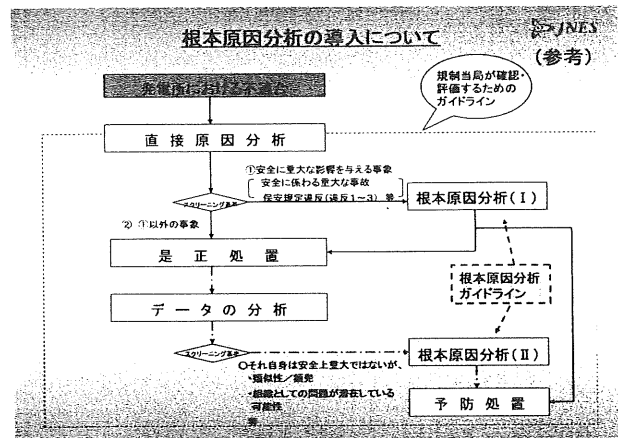 根本原因分析の導入について
JNES
(参考)
規制当局が確認・
評価するための
ガイドライン
発電所における不適合
直接原因分析
①安全に重大な影響を与える事象
安全に係わる重大な事故
保安規定違反(違反1~3) 等
スクリーニング基準
根本原因分析(Ⅰ)
② ①以外の事象
是正処置
根本原因分析
ガイドライン
データの分析
スクリーニング基準
根本原因分析(Ⅱ)
○それ自身は安全上重大ではないが、
・類似性/頻発
・組織としての問題が潜在している
可能性
等
予防処置